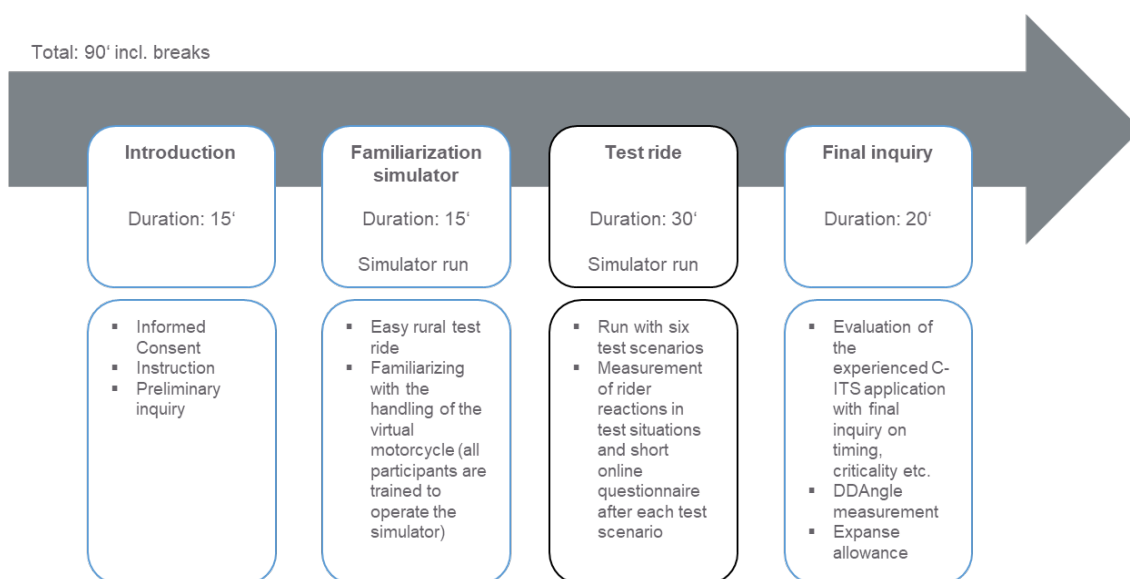 Total: 90‘ incl. breaks
Introduction
Duration: 15‘
Familiarization
simulator
Duration: 15‘
Simulator run
Test ride
Duration: 30‘
Simulator run
Final inquiry
Duration: 20‘
▪ Informed
Consent
▪ Instruction
▪ Preliminary
inquiry
▪ Easy rural test
ride
▪ Familiarizing
with the
handling of the
virtual
motorcycle (all
participants are
trained to
operate the
simulator)
▪ Run with six
test scenarios
▪ Measurement
of rider
reactions in
test situations
and short
online
questionnaire
after each test
scenario
▪ Evaluation of
the
experienced C-
ITS application
with final
inquiry on
timing,
criticality etc.
▪ DDAngle
measurement
▪ Expanse
allowance